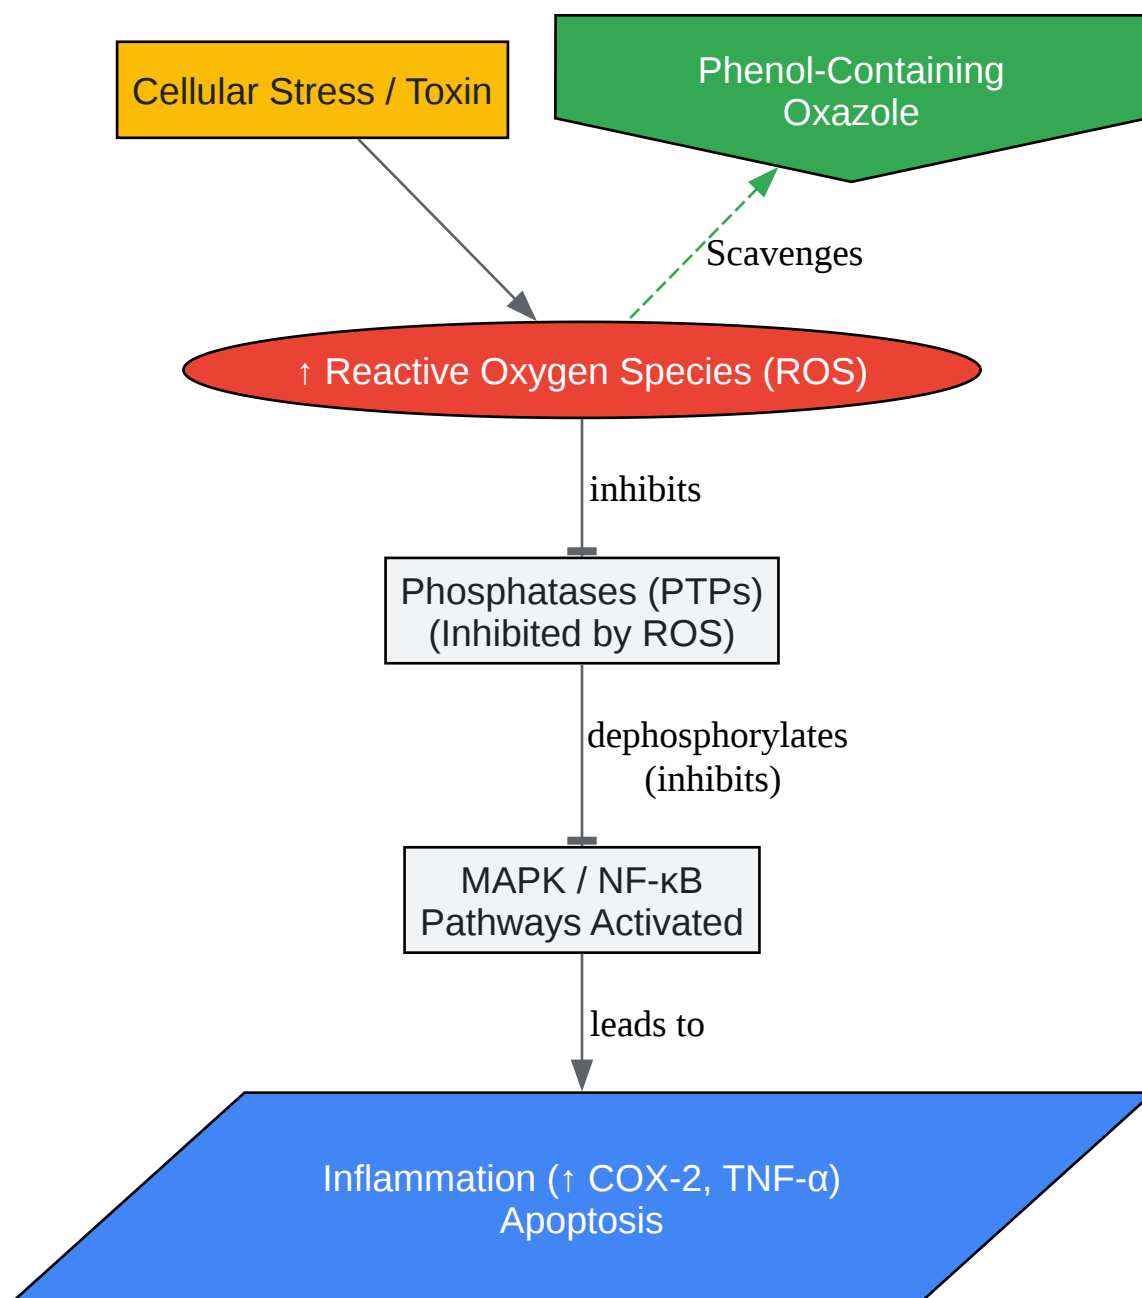 Cellular Stress / Toxin
Phenol-Containing
Oxazole
Scavenges
↑ Reactive Oxygen Species (ROS)
inhibits
Phosphatases (PTPs)
(Inhibited by ROS)
dephosphorylates
(inhibits)
MAPK / NF-κB
Pathways Activated
leads to
Inflammation (↑ COX-2, TNF-α)
Apoptosis